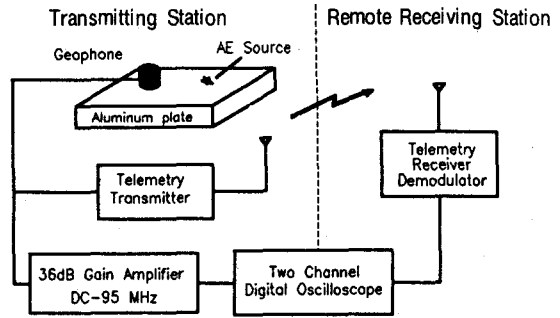 Transmitting Station
Remote Receiving Station
Geophone
AE Source
Aluminum plate
Telemetry
Transmitter
Telemetry
Receiver
Demodulator
36dB Gain Amplifier
DC-95 MHz
Two Channel
Digital Oscilloscope